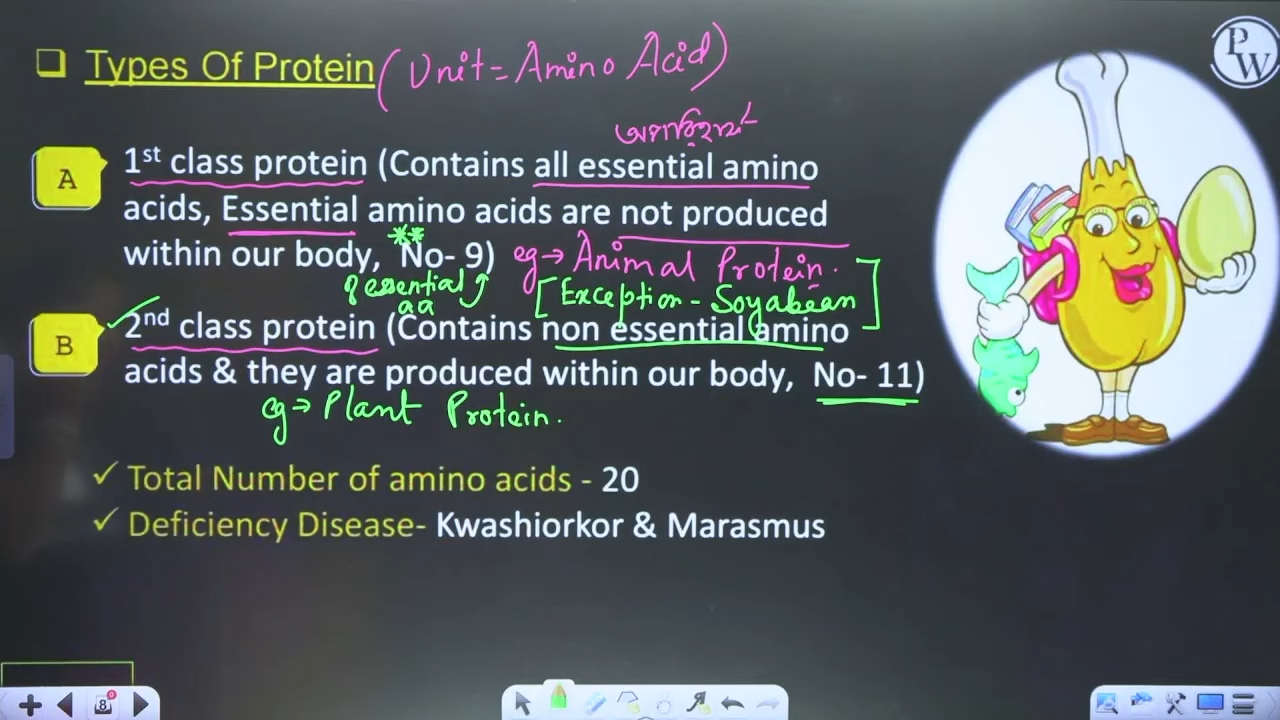 Types Of Protein (Unit = Amino Acid)
PW
অপরিহার্য
A
1st class protein (Contains all essential amino
acids, Essential amino acids are not produced
within our body, ** No- 9) eg → Animal Protein.
essential aa
[Exception - Soyabean]
B
2nd class protein (Contains non essential amino
acids & they are produced within our body, No- 11)
eg → Plant Protein.
✓ Total Number of amino acids - 20
✓ Deficiency Disease- Kwashiorkor & Marasmus
8